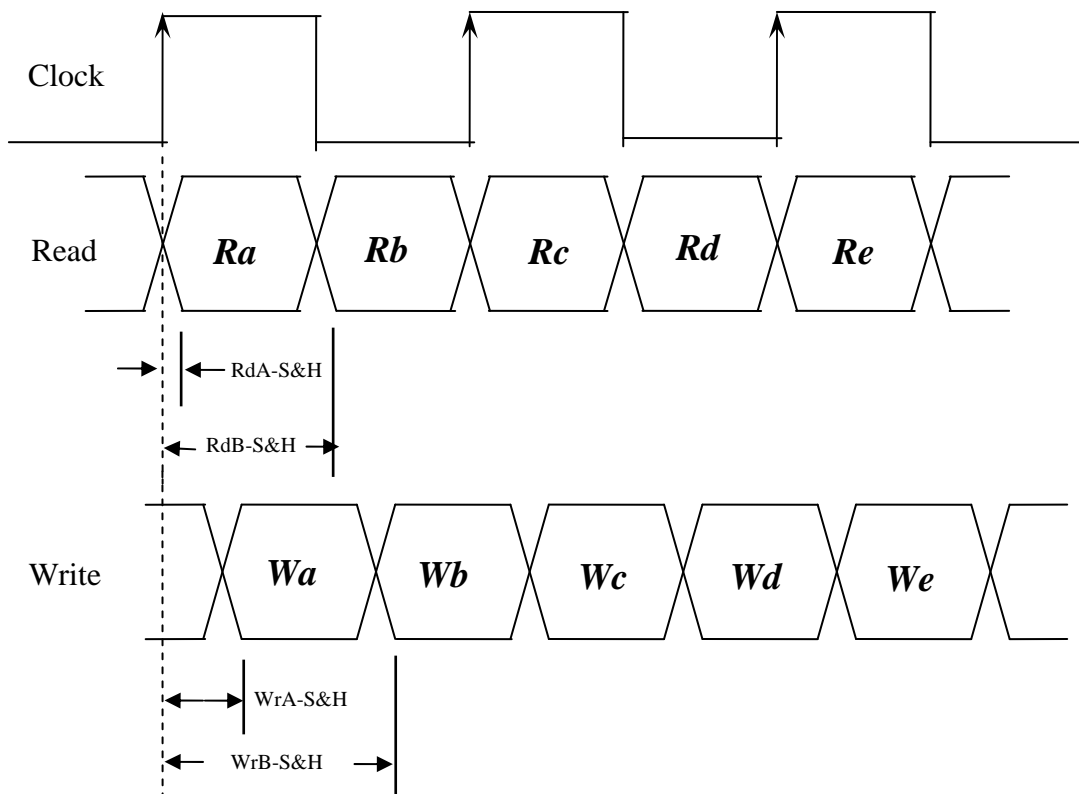 Clock
Read
Ra Rb Rc Rd Re
RdA-S&H
RdB-S&H
Write
Wa Wb Wc Wd We
WrA-S&H
WrB-S&H